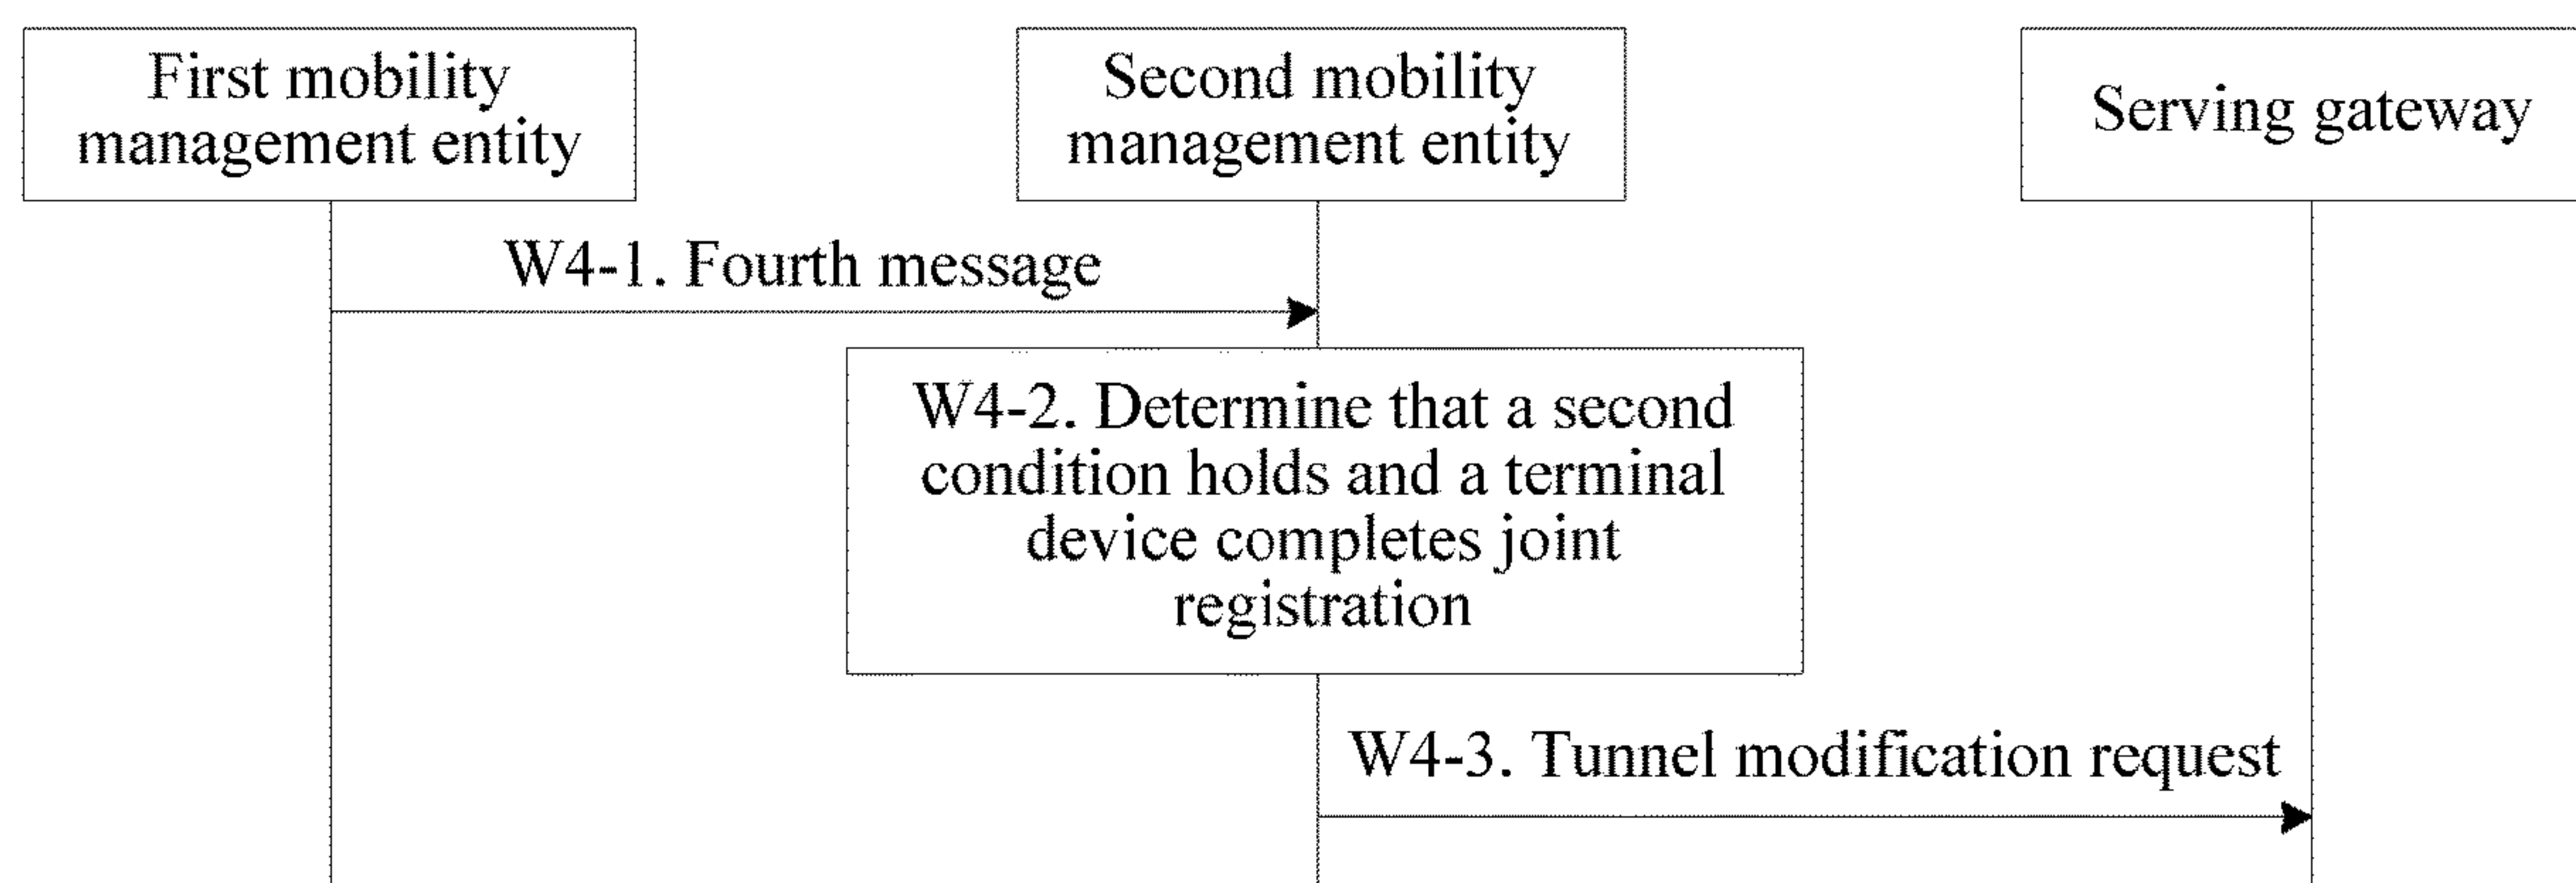 First mobility
management entity
Second mobility
management entity
Serving gateway
W4-1. Fourth message
W4-2. Determine that a second
condition holds and a terminal
device completes joint
registration
W4-3. Tunnel modification request